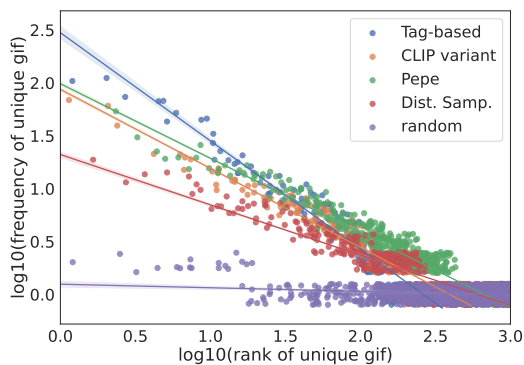 log10(frequency of unique gif)
2.5
2.0
1.5
1.0
0.5
0.0
Tag-based
CLIP variant
Pepe
Dist. Samp.
random
0.0 0.5 1.0 1.5 2.0 2.5 3.0
log10(rank of unique gif)